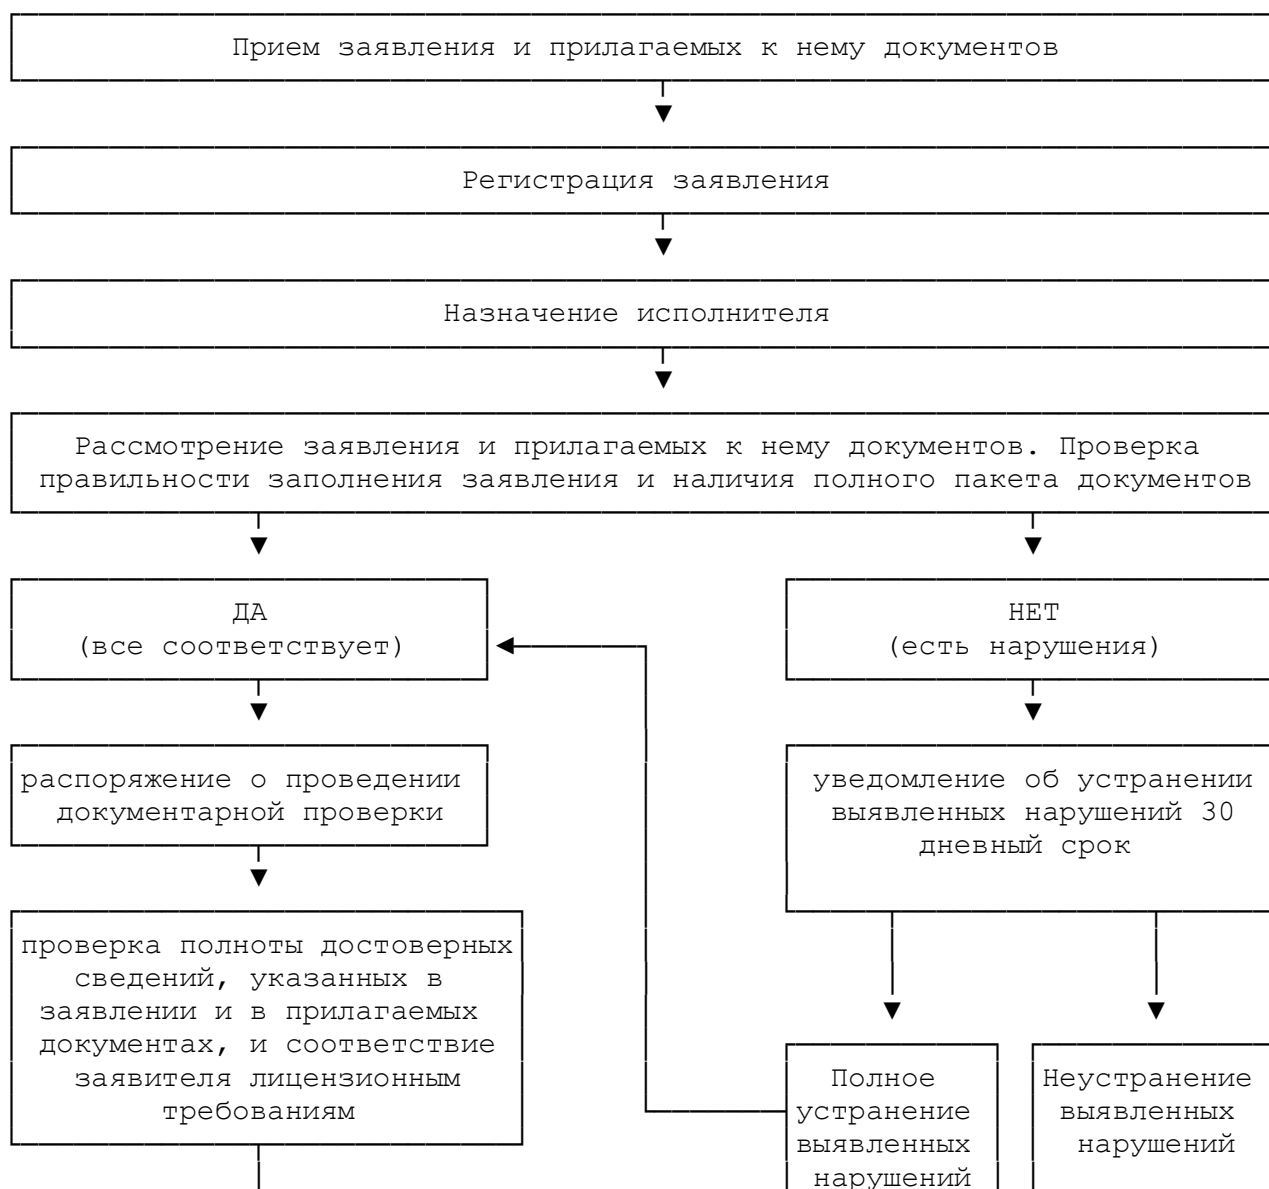 Прием заявления и прилагаемых к нему документов
Регистрация заявления
Назначение исполнителя
Рассмотрение заявления и прилагаемых к нему документов. Проверка
правильности заполнения заявления и наличия полного пакета документов
ДА
(все соответствует)
НЕТ
(есть нарушения)
распоряжение о проведении
документарной проверки
уведомление об устранении
выявленных нарушений 30
дневный срок
проверка полноты достоверных
сведений, указанных в
заявлении и в прилагаемых
документах, и соответствие
заявителя лицензионным
требованиям
Полное
устранение
выявленных
нарушений
Неустранение
выявленных
нарушений